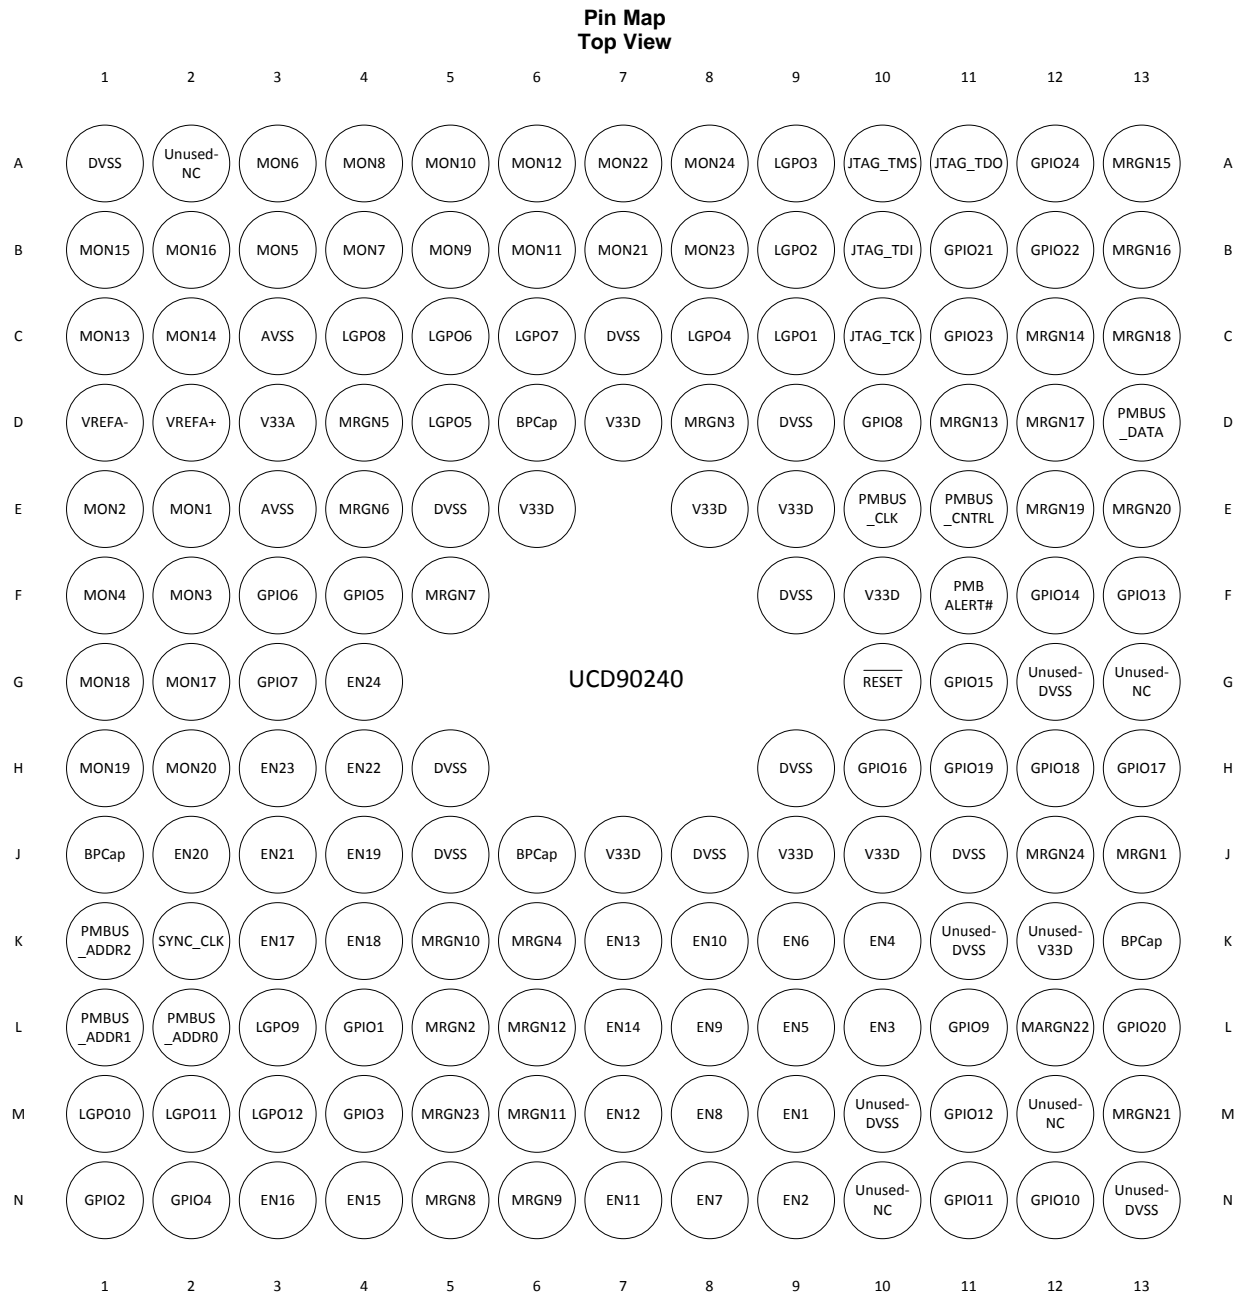 Pin Map
Top View
1 2 3 4 5 6 7 8 9 10 11 12 13
A DVSS Unused-NC MON6 MON8 MON10 MON12 MON22 MON24 LGPO3 JTAG_TMS JTAG_TDO GPIO24 MRGN15 A
B MON15 MON16 MON5 MON7 MON9 MON11 MON21 MON23 LGPO2 JTAG_TDI GPIO21 GPIO22 MRGN16 B
C MON13 MON14 AVSS LGPO8 LGPO6 LGPO7 DVSS LGPO4 LGPO1 JTAG_TCK GPIO23 MRGN14 MRGN18 C
D VREFA- VREFA+ V33A MRGN5 LGPO5 BPCap V33D MRGN3 DVSS GPIO8 MRGN13 MRGN17 PMBUS_DATA D
E MON2 MON1 AVSS MRGN6 DVSS V33D V33D V33D PMBUS_CLK PMBUS_CNTRL MRGN19 MRGN20 E
F MON4 MON3 GPIO6 GPIO5 MRGN7 DVSS V33D PMB ALERT# GPIO14 GPIO13 F
G MON18 MON17 GPIO7 EN24 UCD90240 RESET GPIO15 Unused-DVSS Unused-NC G
H MON19 MON20 EN23 EN22 DVSS DVSS GPIO16 GPIO19 GPIO18 GPIO17 H
J BPCap EN20 EN21 EN19 DVSS BPCap V33D DVSS V33D V33D DVSS MRGN24 MRGN1 J
K PMBUS_ADDR2 SYNC_CLK EN17 EN18 MRGN10 MRGN4 EN13 EN10 EN6 EN4 Unused-DVSS Unused-V33D BPCap K
L PMBUS_ADDR1 PMBUS_ADDR0 LGPO9 GPIO1 MRGN2 MRGN12 EN14 EN9 EN5 EN3 GPIO9 MARGN22 GPIO20 L
M LGPO10 LGPO11 LGPO12 GPIO3 MRGN23 MRGN11 EN12 EN8 EN1 Unused-DVSS GPIO12 Unused-NC MRGN21 M
N GPIO2 GPIO4 EN16 EN15 MRGN8 MRGN9 EN11 EN7 EN2 Unused-NC GPIO11 GPIO10 Unused-DVSS N
1 2 3 4 5 6 7 8 9 10 11 12 13